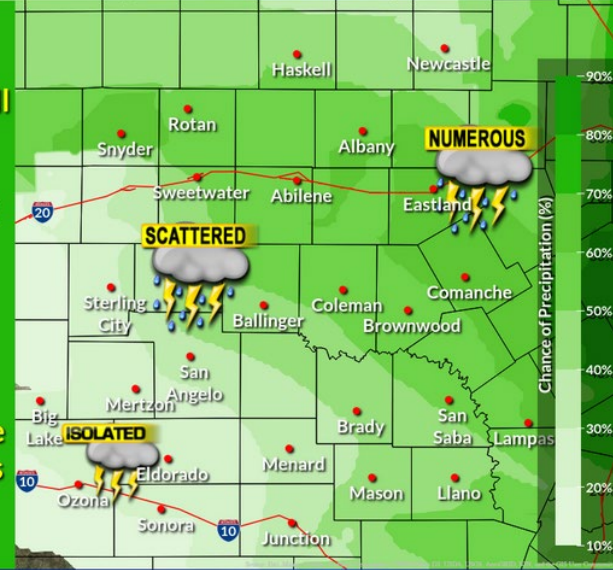 Haskell
Newcastle
90%
ll
Rotan
NUMEROUS
80%
Snyder
Albany
70%
Sweetwater
Abilene
Eastland
20
SCATTERED
60%
Chance of Precipitation (%)
Sterling
City
Coleman
Comanche
50%
Ballinger
Brownwood
San
Angelo
40%
Mertzon
Big
Lake
Brady
San
Saba
Lampas
30%
ISOLATED
e
s
Eldorado
Menard
10
Ozona
Mason
Llano
20%
Sonora
10
Junction
10%